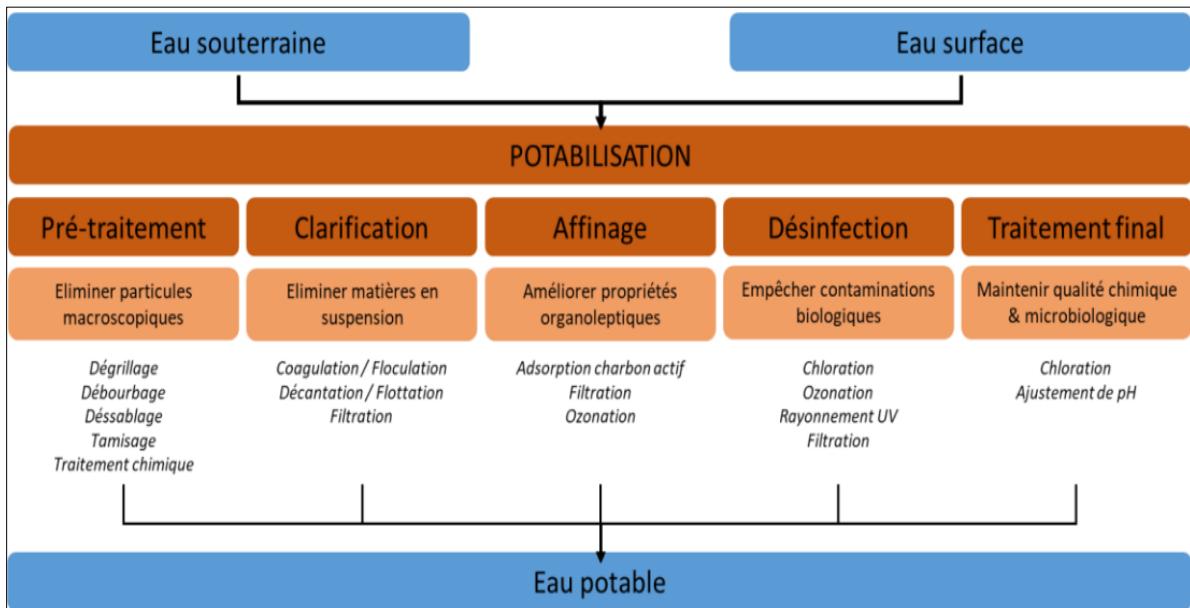 Eau souterraine
Eau surface
POTABILISATION
Pré-traitement
Clarification
Affinage
Désinfection
Traitement final
Eliminer particules
macroscopiques
Eliminer matières en
suspension
Améliorer propriétés
organoleptiques
Empêcher contaminations
biologiques
Maintenir qualité chimique
& microbiologique
Dégrillage
Débourbage
Déssablage
Tamisage
Traitement chimique
Coagulation / Floculation
Décantation / Flottation
Filtration
Adsorption charbon actif
Filtration
Ozonation
Chloration
Ozonation
Rayonnement UV
Filtration
Chloration
Ajustement de pH
Eau potable